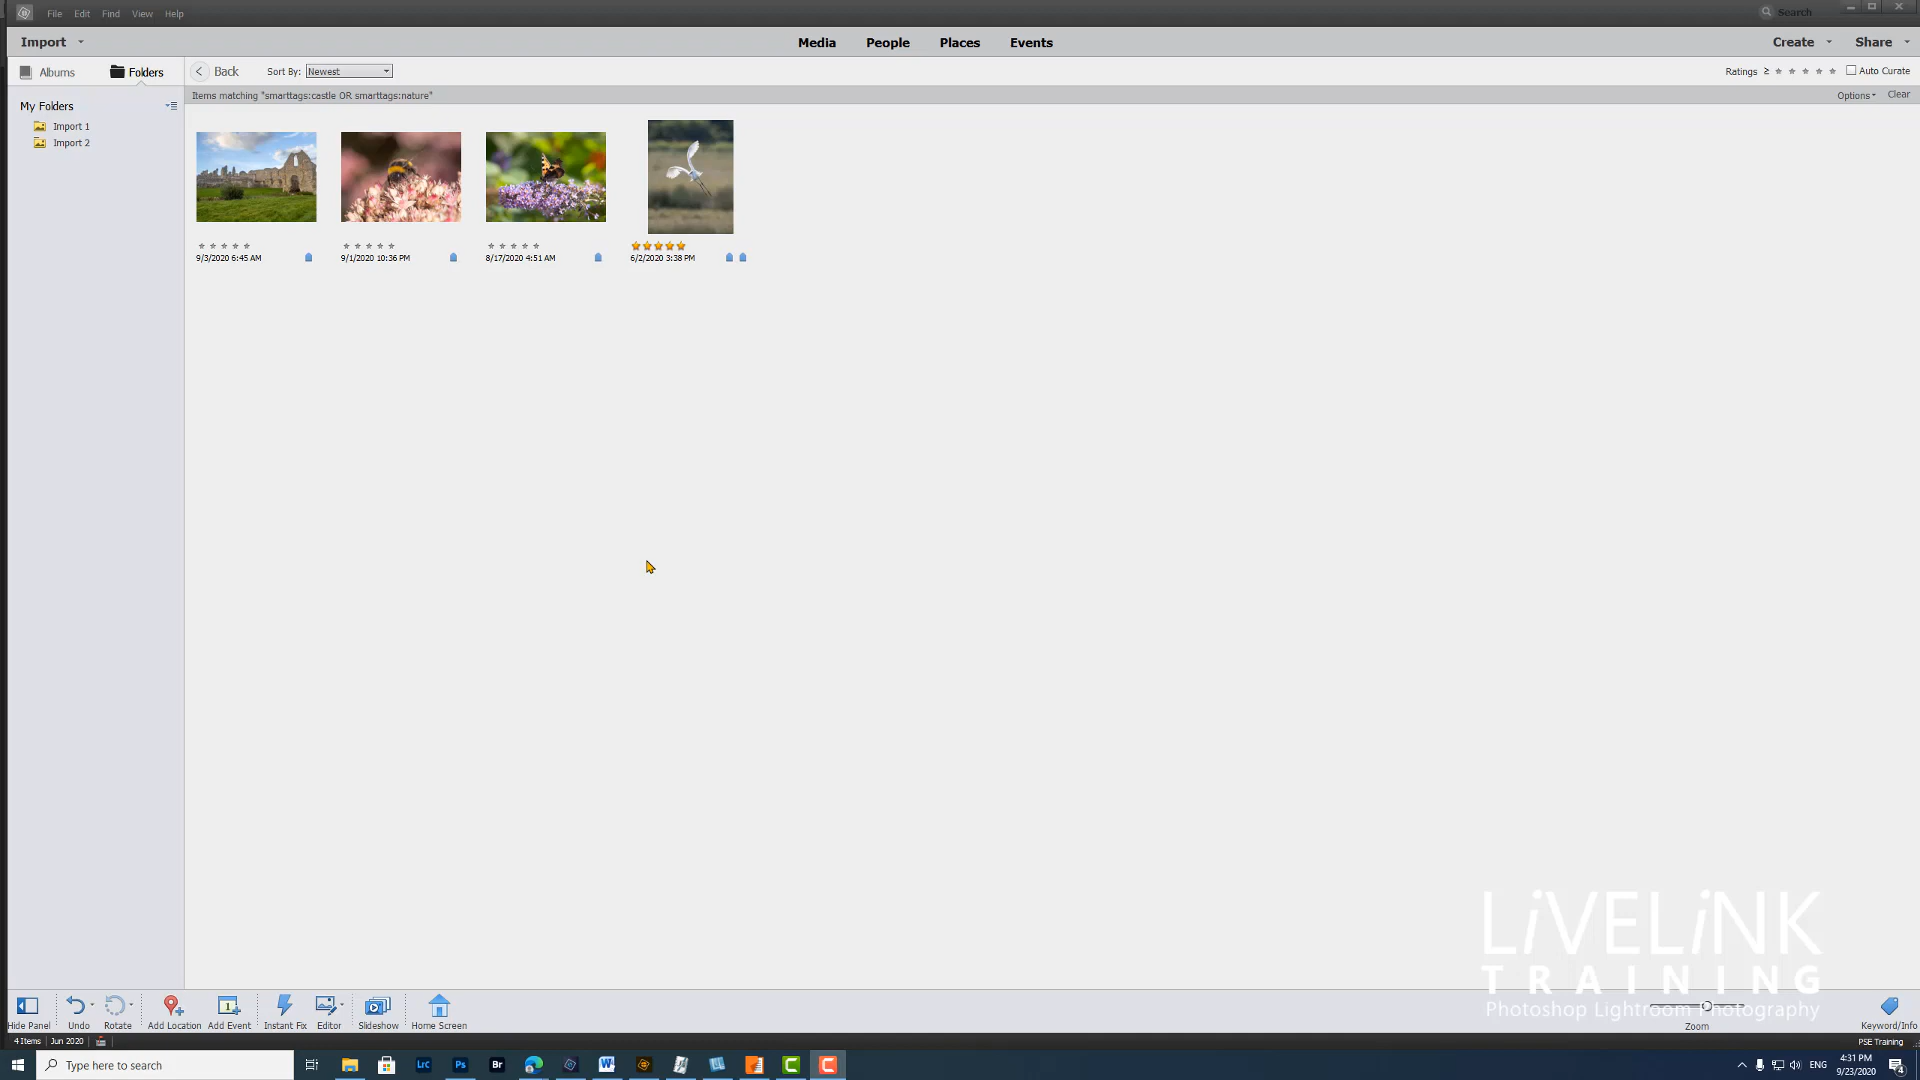 File Edit Find View Help Search
Import Media People Places Events Create Share
Albums Folders Back Sort By: Newest Ratings ≥ Auto Curate
Items matching "smarttags:castle OR smarttags:nature" Options Clear
My Folders
Import 1
Import 2
9/3/2020 6:45 AM 9/1/2020 10:36 PM 8/17/2020 4:51 AM 6/2/2020 3:38 PM
LiVELiNK
TRAINING
Photoshop Lightroom Photography
Hide Panel Undo Rotate Add Location 1 Add Event Instant Fix Editor Slideshow Home Screen Zoom Keyword/Info
4 Items Jun 2020 PSE Training
Type here to search LrC Ps Br W ENG 4:31 PM
9/23/2020 4